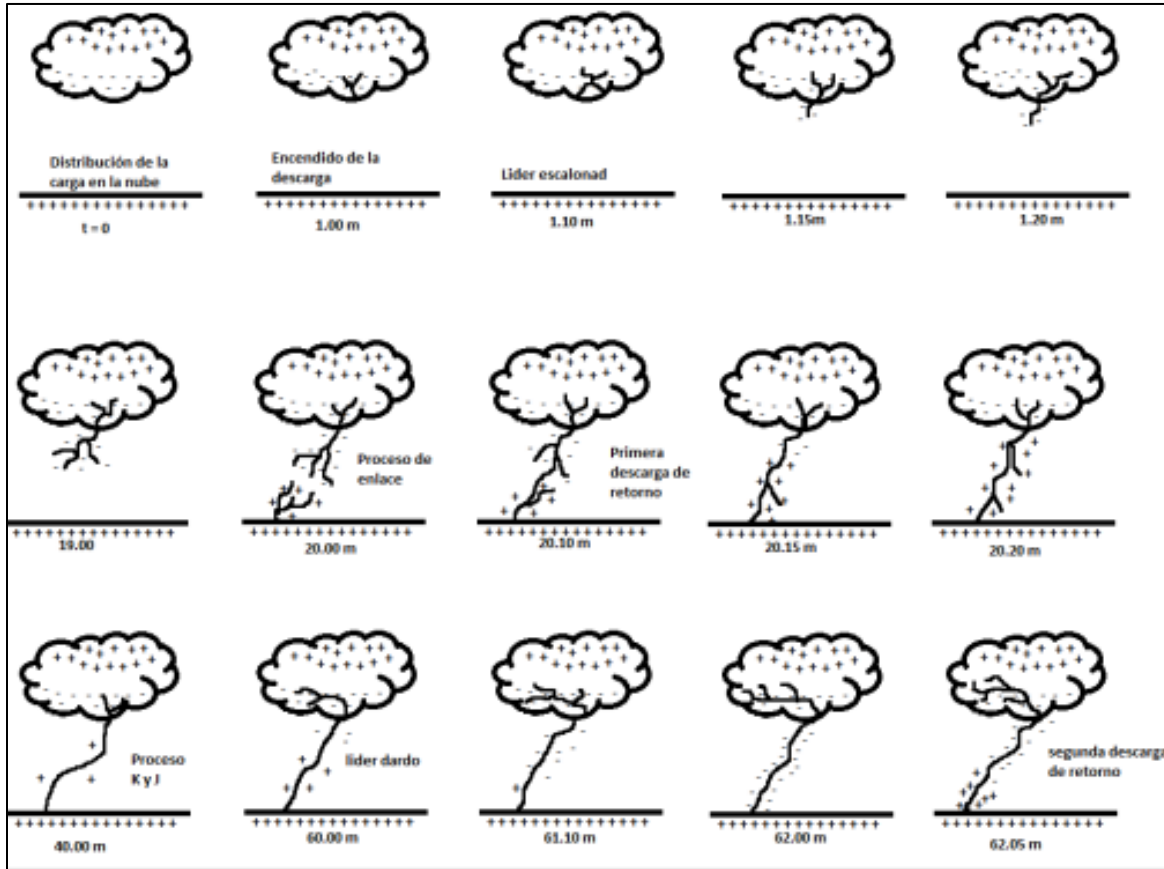 Distribución de la
carga en la nube
t = 0
Encendido de la
descarga
1.00 m
Lider escalonad
1.10 m
1.15m
1.20 m
19.00
Proceso de
enlace
20.00 m
Primera
descarga de
retorno
20.10 m
20.15 m
20.20 m
Proceso
K y J
40.00 m
lider dardo
60.00 m
61.10 m
62.00 m
segunda descarga
de retorno
62.05 m